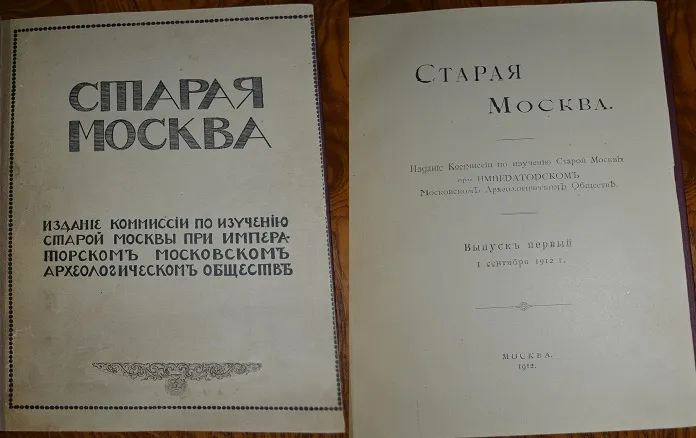 СТАРАЯ
МОСКВА
ИЗДАНІЕ КОММИССІИ ПО ИЗУЧЕНІЮ
СТАРОЙ МОСКВЫ ПРИ ИМПЕРА-
ТОРСКОМЪ МОСКОВСКОМЪ
АРХЕОЛОГИЧЕСКОМЪ ОБЩЕСТВѢ
СТАРАЯ
МОСКВА.
Изданіе Коммиссіи по изученію Старой Москвы
при ИМПЕРАТОРСКОМЪ
Московскомъ Археологическомъ Обществѣ.
Выпускъ первый
1 сентября 1912 г.
МОСКВА.
1912.